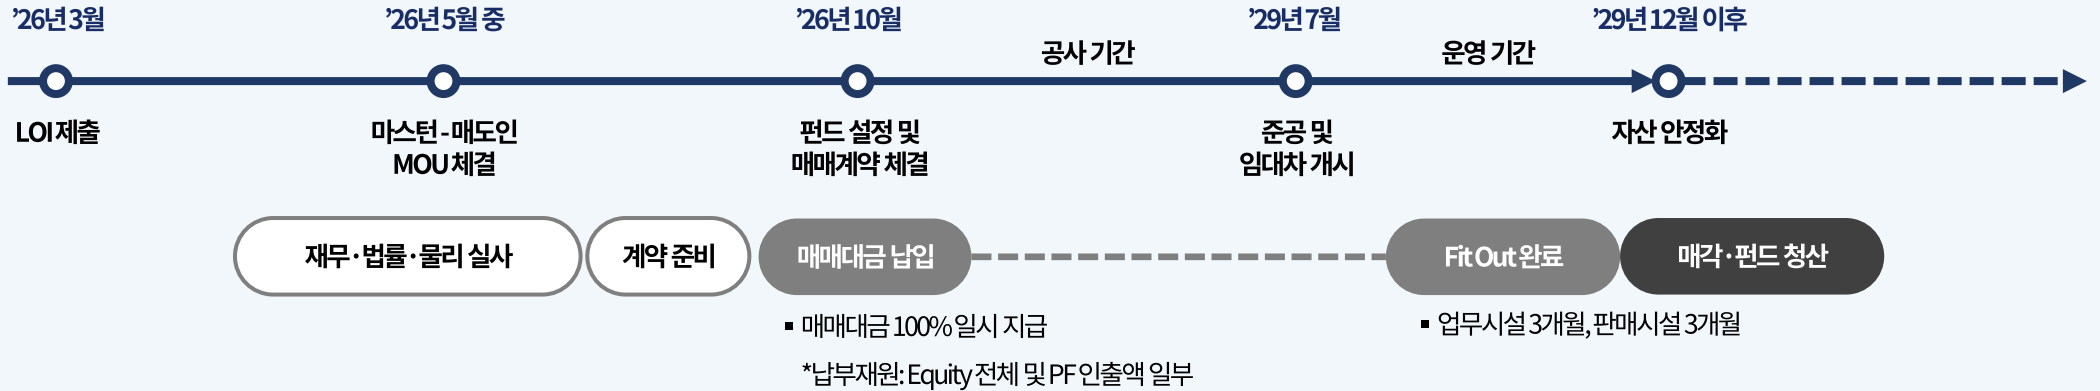 ’26년 3월
’26년 5월 중
’26년 10월
’29년 7월
’29년 12월 이후
공사 기간
운영 기간
LOI 제출
마스턴 - 매도인
MOU 체결
펀드 설정 및
매매계약 체결
준공 및
임대차 개시
자산 안정화
재무·법률·물리 실사
계약 준비
매매대금 납입
Fit Out 완료
매각·펀드 청산
▪ 매매대금 100% 일시 지급
*납부재원: Equity 전체 및 PF 인출액 일부
▪ 업무시설 3개월, 판매시설 3개월